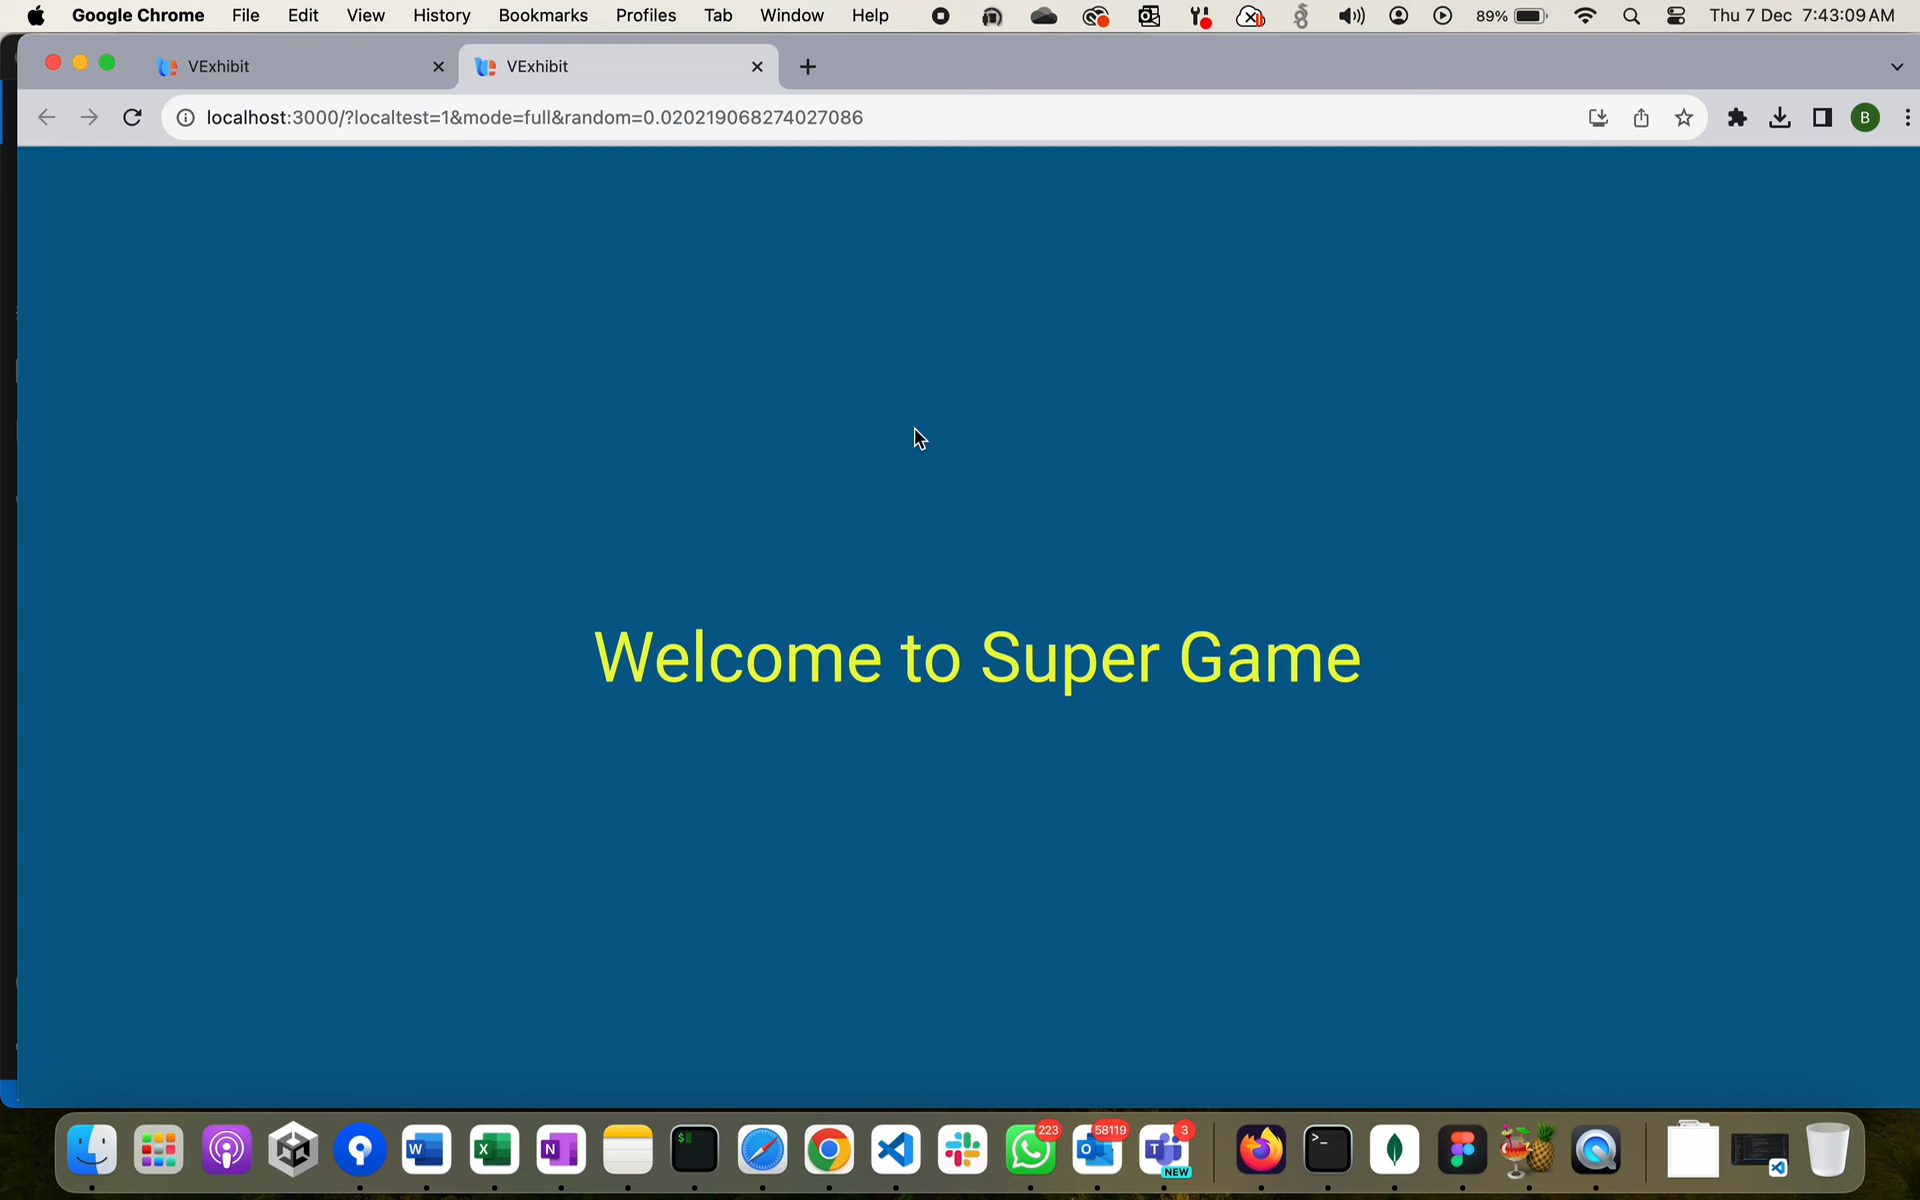 Google Chrome File Edit View History Bookmarks Profiles Tab Window Help 89% Thu 7 Dec 7:43:09 AM
VExhibit VExhibit
localhost:3000/?localtest=1&mode=full&random=0.020219068274027086 B
Welcome to Super Game
223 58119 3
W X N $ O T >_
NEW